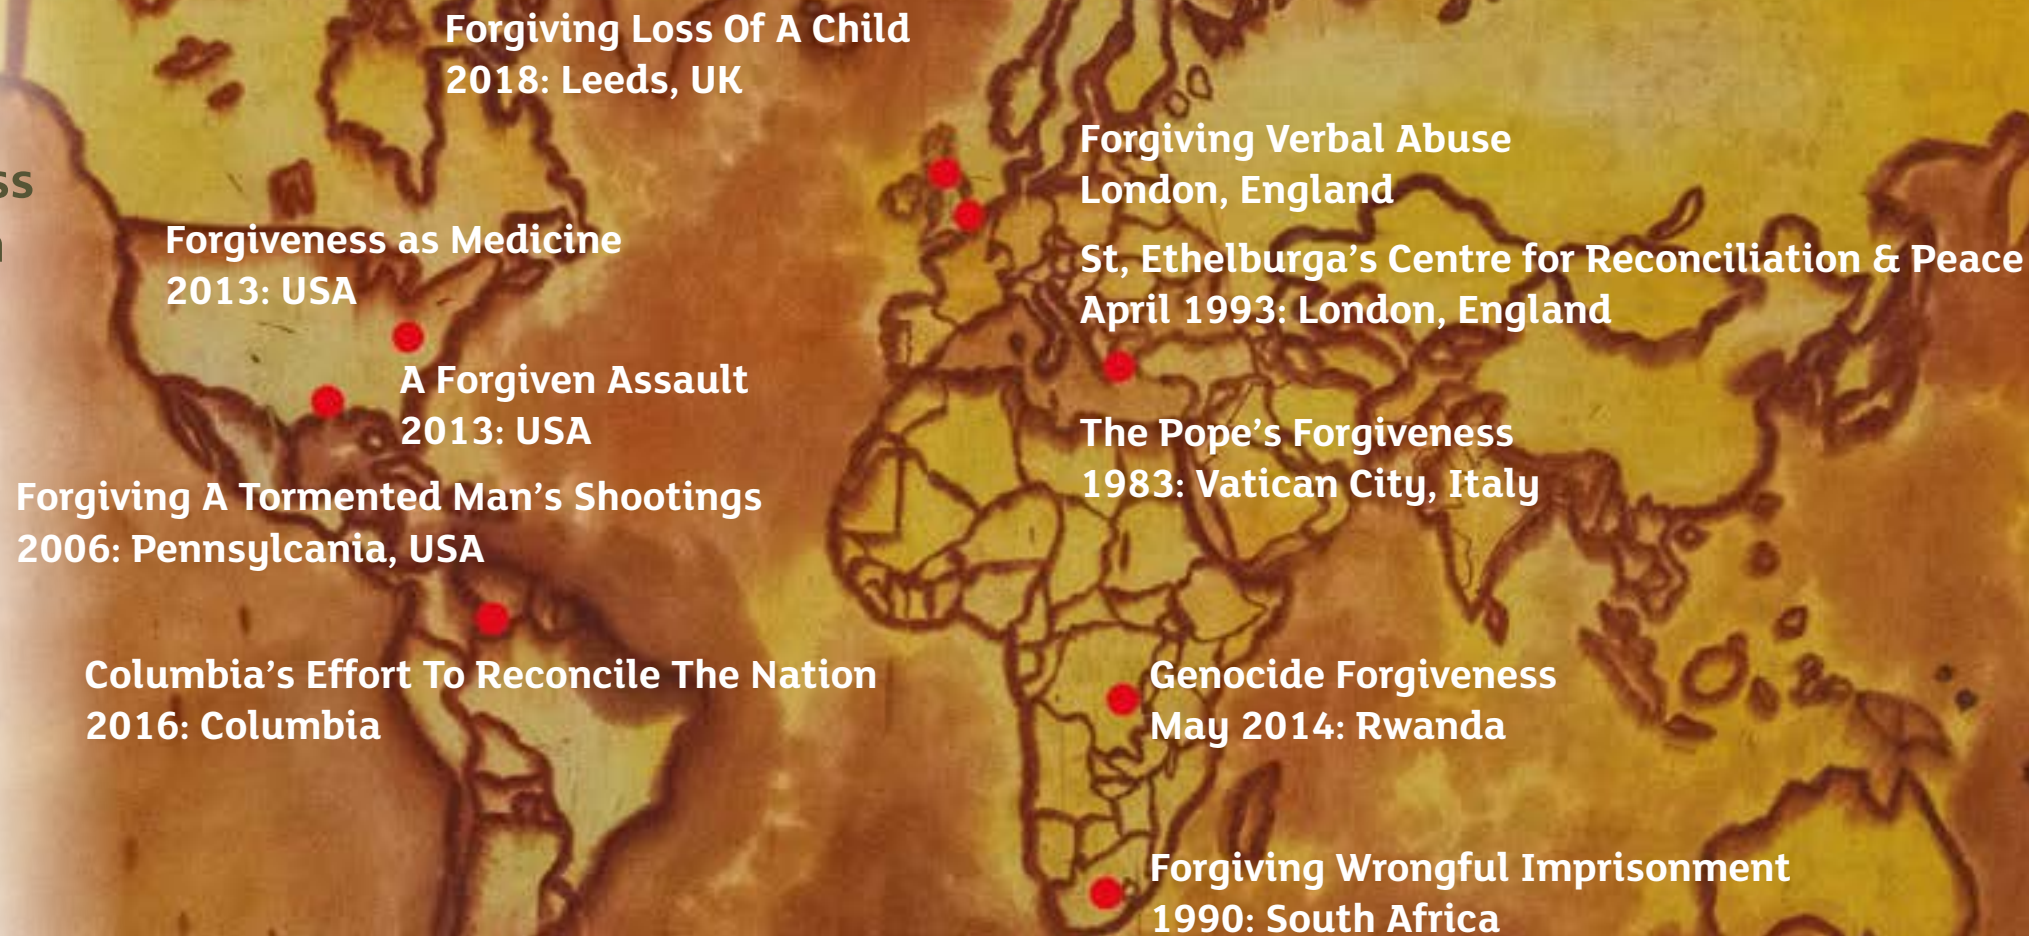 Forgiving Loss Of A Child
2018: Leeds, UK
Forgiving Verbal Abuse
London, England
ss
Forgiveness as Medicine
2013: USA
St, Ethelburga's Centre for Reconciliation & Peace
April 1993: London, England
A Forgiven Assault
2013: USA
The Pope's Forgiveness
1983: Vatican City, Italy
Forgiving A Tormented Man's Shootings
2006: Pennsylcania, USA
Columbia's Effort To Reconcile The Nation
2016: Columbia
Genocide Forgiveness
May 2014: Rwanda
Forgiving Wrongful Imprisonment
1990: South Africa